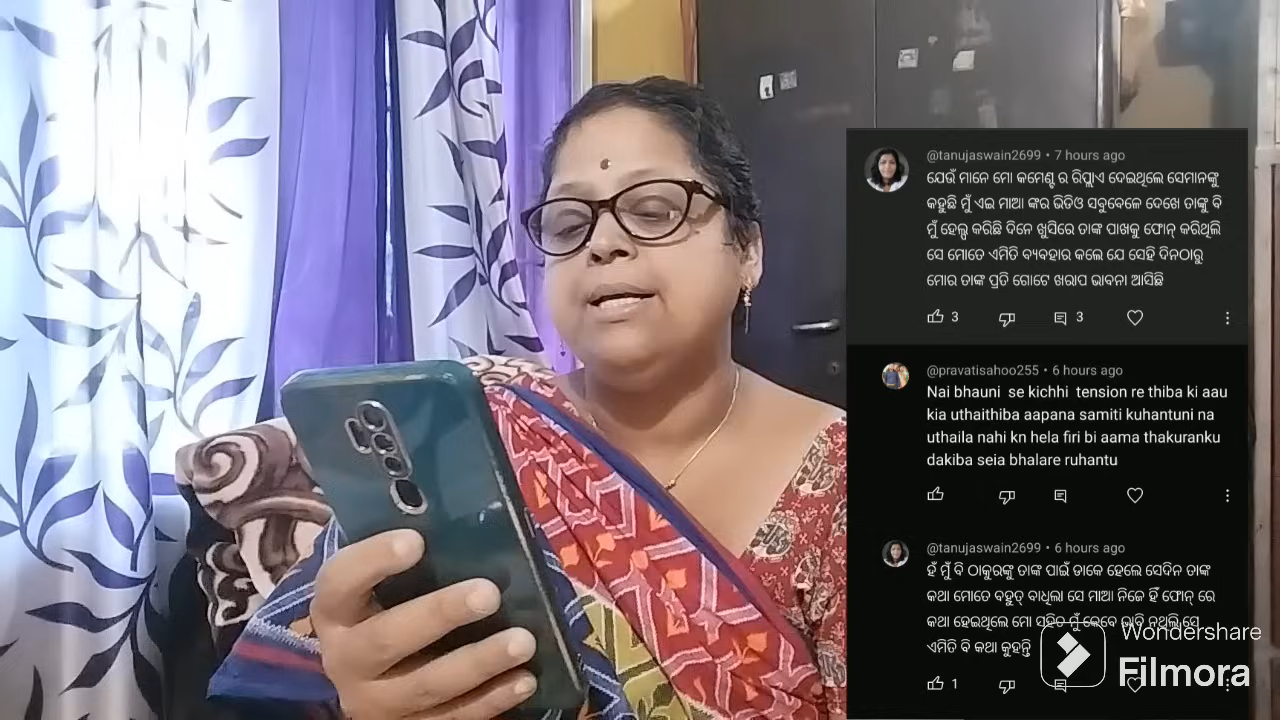 @tanujaswain2699 • 7 hours ago
ଯେଉଁ ମାନେ ମୋ କମେଣ୍ଟ ର ରିପ୍ଲାଏ ଦେଇଥିଲେ ସେମାନଙ୍କୁ
କହୁଛି ମୁଁ ଏଇ ମାଆ ଙ୍କର ଭିଡିଓ ସବୁବେଳେ ଦେଖେ ତାଙ୍କୁ ବି
ମୁଁ ହେଲ୍ପ କରିଛି ଦିନେ ଖୁସିରେ ତାଙ୍କ ପାଖକୁ ଫୋନ୍ କରିଥିଲି
ସେ ମୋତେ ଏମିତି ବ୍ୟବହାର କଲେ ଯେ ସେହି ଦିନଠାରୁ
ମୋର ତାଙ୍କ ପ୍ରତି ଗୋଟେ ଖରାପ ଭାବନା ଆସିଛି
3 3
@pravatisahoo255 • 6 hours ago
Nai bhauni se kichhi tension re thiba ki aau
kia uthaithiba aapana samiti kuhantuni na
uthaila nahi kn hela firi bi aama thakuranku
dakiba seia bhalare ruhantu
@tanujaswain2699 • 6 hours ago
ହଁ ମୁଁ ବି ଠାକୁରଙ୍କୁ ତାଙ୍କ ପାଇଁ ଡାକେ ହେଲେ ସେଦିନ ତାଙ୍କ
କଥା ମୋତେ ବହୁତ୍ ବାଧିଲା ସେ ମାଆ ନିଜେ ହିଁ ଫୋନ୍ ରେ
କଥା ହେଇଥିଲେ ମୋ ସହିତ ମୁଁ କେବେ ଭାବି ନଥିଲି ସେ
ଏମିତି ବି କଥା କୁହନ୍ତି
1
Wondershare
Filmora